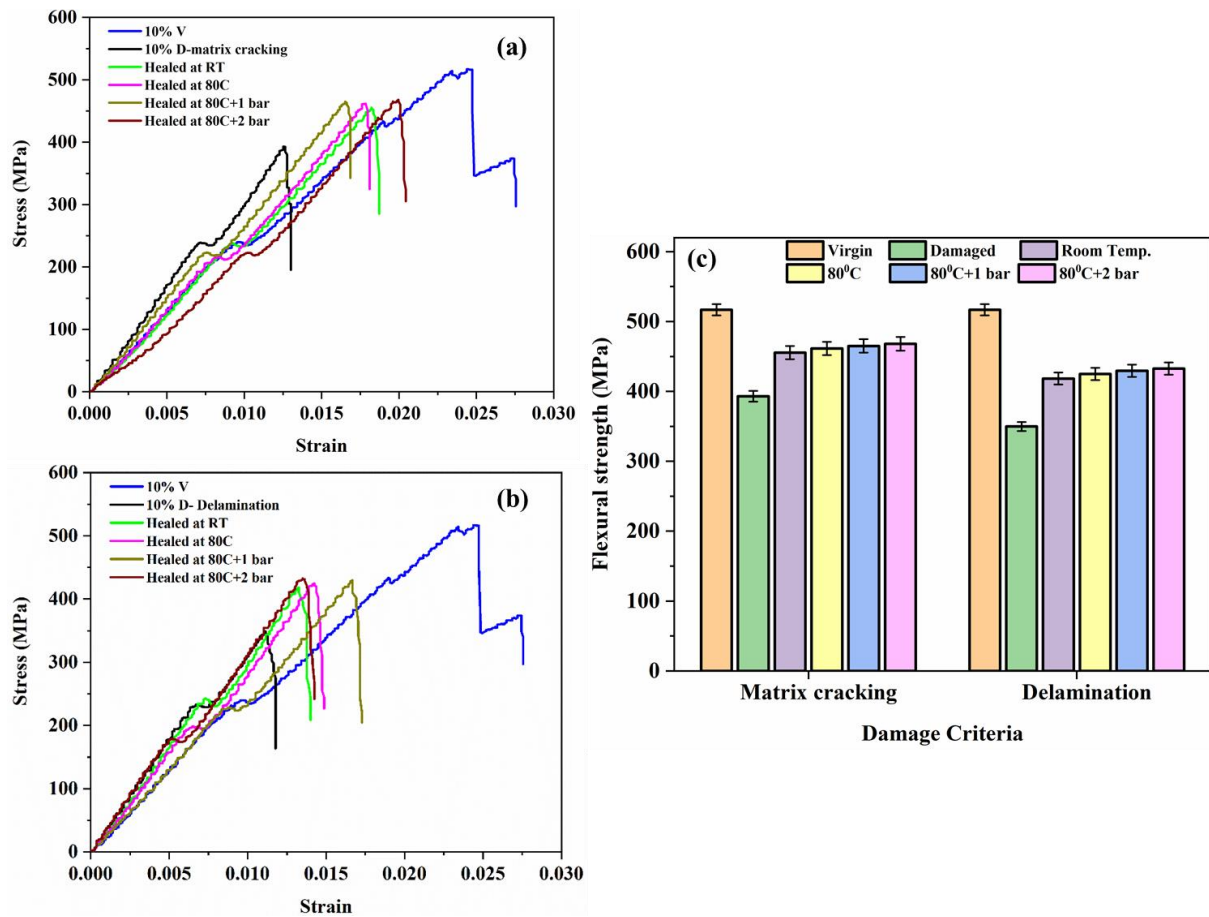 600
500
400
300
200
100
0
Stress (MPa)
10% V
10% D-matrix cracking
Healed at RT
Healed at 80C
Healed at 80C+1 bar
Healed at 80C+2 bar
(a)
0.000 0.005 0.010 0.015 0.020 0.025 0.030
Strain
600
500
400
300
200
100
0
Stress (MPa)
10% V
10% D- Delamination
Healed at RT
Healed at 80C
Healed at 80C+1 bar
Healed at 80C+2 bar
(b)
0.000 0.005 0.010 0.015 0.020 0.025 0.030
Strain
600
500
400
300
200
100
0
Flexural strength (MPa)
(c)
Virgin Damaged Room Temp.
80⁰C 80⁰C+1 bar 80⁰C+2 bar
Matrix cracking Delamination
Damage Criteria